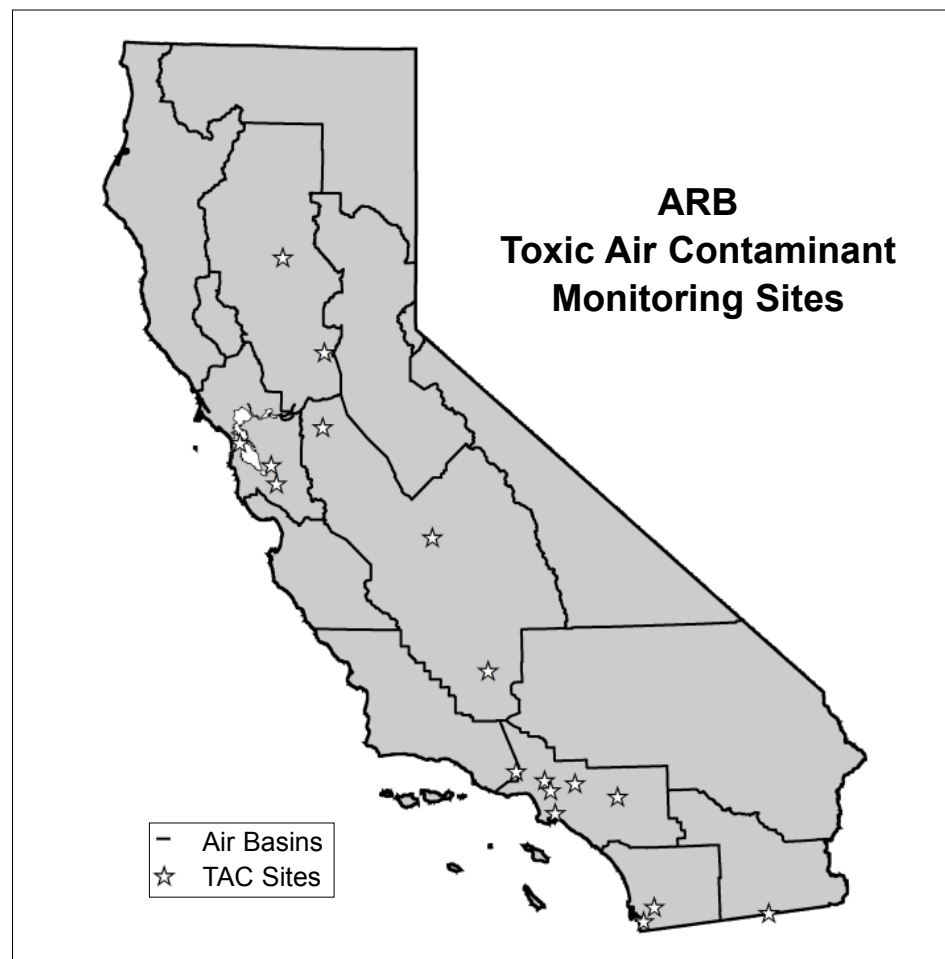 ARB
Toxic Air Contaminant
Monitoring Sites
Air Basins
TAC Sites